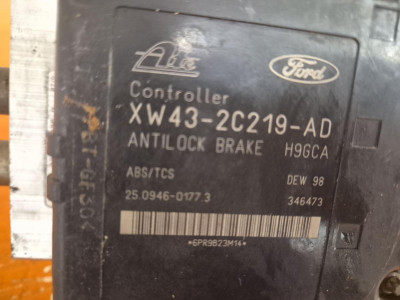 Ate
Ford
Controller
XW43-2C219-AD
ANTILOCK BRAKE H9GCA
ABS/TCS DEW 98
25.0946-0177.3 346473
*6PR9B23M14*